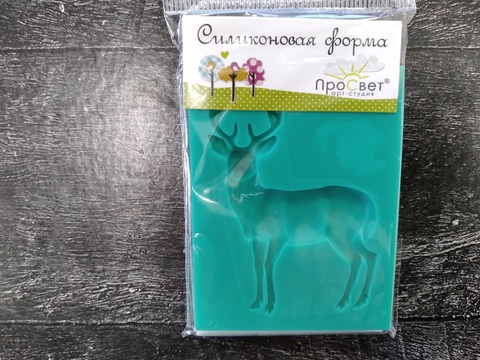 Силиконовая форма
ПроСвет®
арт-студия